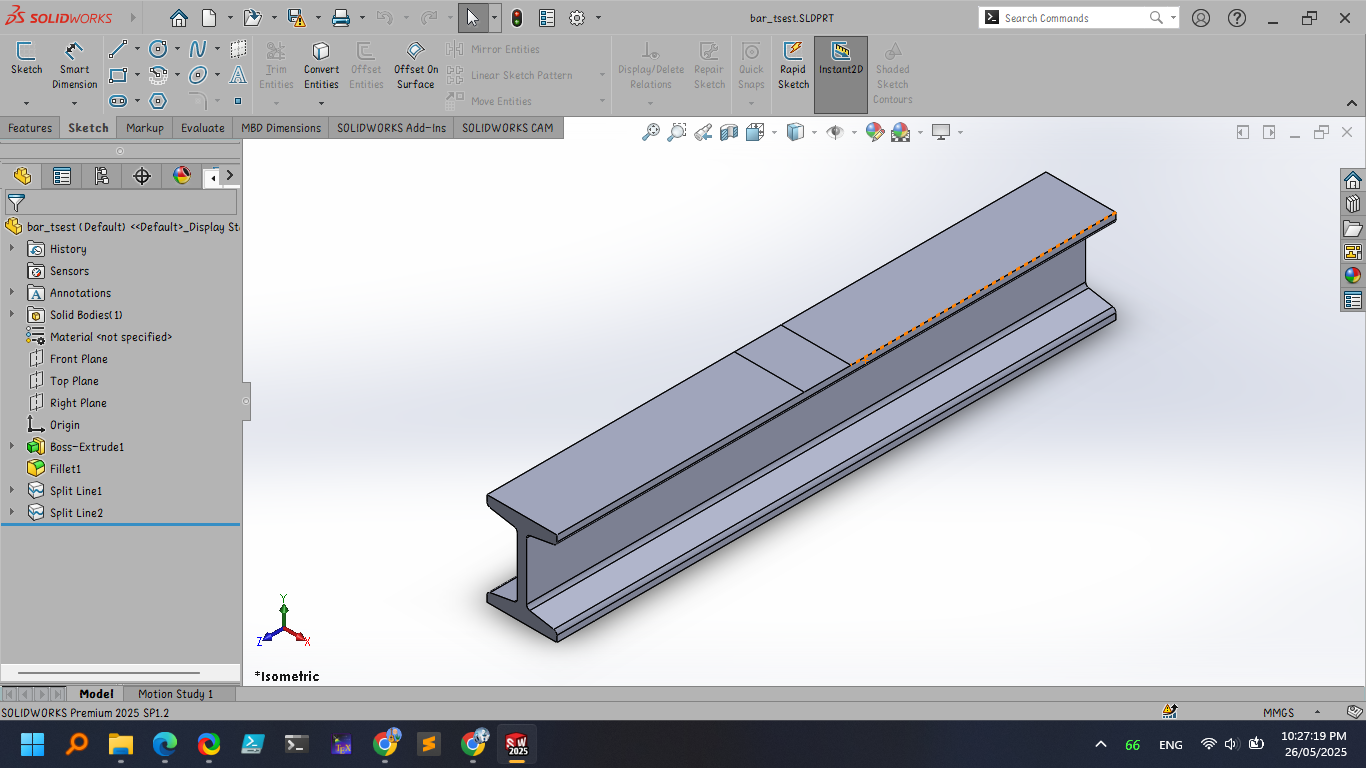 SOLIDWORKS
bar_tsest.SLDPRT
Search Commands
Sketch
Smart Dimension
Trim Entities
Convert Entities
Offset Entities
Offset On Surface
Mirror Entities
Linear Sketch Pattern
Move Entities
Display/Delete Relations
Repair Sketch
Quick Snaps
Rapid Sketch
Instant2D
Shaded Sketch Contours
Features
Sketch
Markup
Evaluate
MBD Dimensions
SOLIDWORKS Add-Ins
SOLIDWORKS CAM
bar_tsest (Default) <<Default>_Display St
History
Sensors
Annotations
Solid Bodies(1)
Material <not specified>
Front Plane
Top Plane
Right Plane
Origin
Boss-Extrude1
Fillet1
Split Line1
Split Line2
Y
Z
X
*Isometric
Model
Motion Study 1
SOLIDWORKS Premium 2025 SP1.2
MMGS
66
ENG
10:27:19 PM
26/05/2025
SW
2025